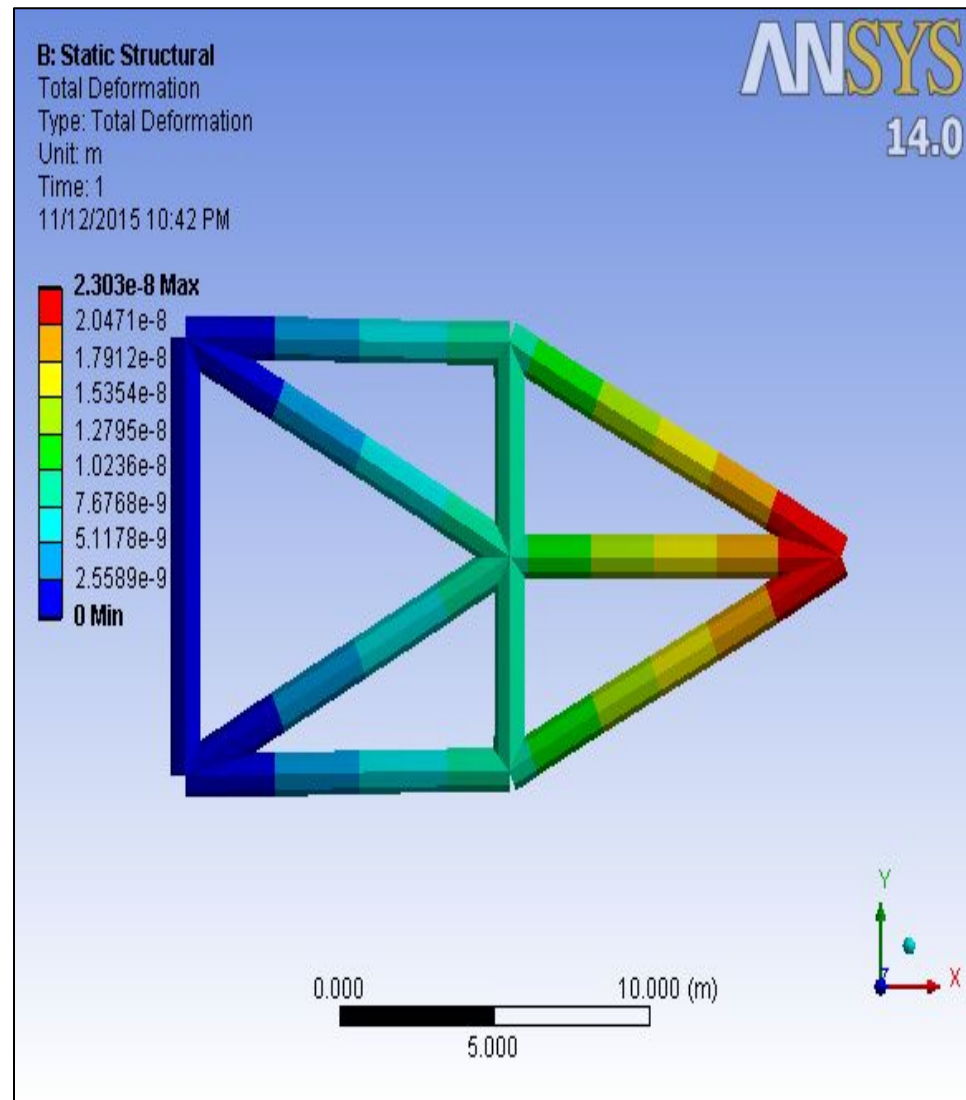 B: Static Structural
Total Deformation
Type: Total Deformation
Unit: m
Time: 1
11/12/2015 10:42 PM
ANSYS
14.0
2.303e-8 Max
2.0471e-8
1.7912e-8
1.5354e-8
1.2795e-8
1.0236e-8
7.6768e-9
5.1178e-9
2.5589e-9
0 Min
Y
Z
X
0.000
10.000 (m)
5.000